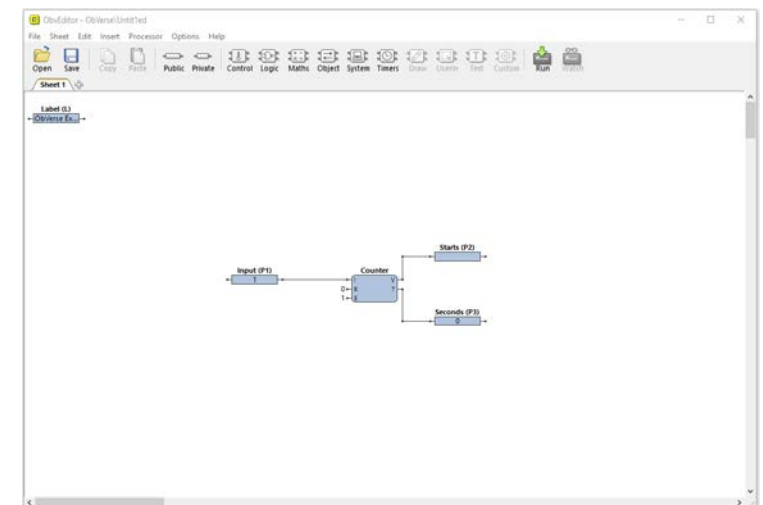 ObvEditor - ObVerse\Untitled
File Sheet Edit Insert Processor Options Help
Open Save Copy Paste Public Private Control Logic Maths Object System Timers Draw Userin Text Custom Run Watch
Sheet 1
Label (L)
ObVerse Ex...
Starts (P2)
Input (P1) Counter
1 I V
0 R T
1 E
Seconds (P3)
0